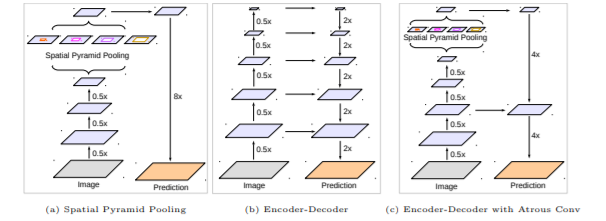 Spatial Pyramid Pooling
0.5x
0.5x
0.5x
8x
Image
Prediction
(a) Spatial Pyramid Pooling
0.5x
0.5x
0.5x
0.5x
0.5x
2x
2x
2x
2x
2x
Image
Prediction
(b) Encoder-Decoder
Spatial Pyramid Pooling
0.5x
0.5x
0.5x
0.5x
4x
4x
Image
Prediction
(c) Encoder-Decoder with Atrous Conv